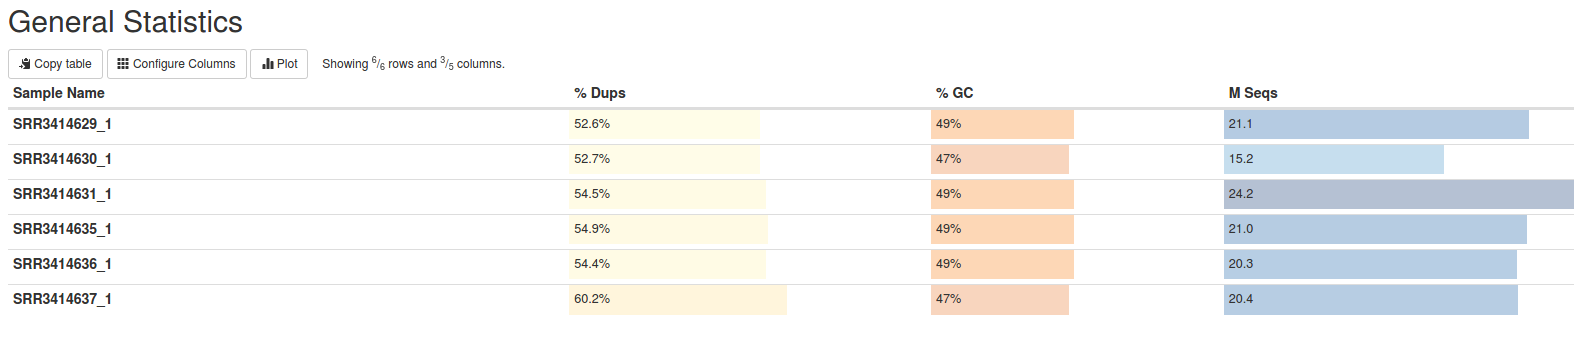 General Statistics
Copy table Configure Columns Plot Showing 6/6 rows and 3/5 columns.
Sample Name % Dups % GC M Seqs
SRR3414629_1 52.6% 49% 21.1
SRR3414630_1 52.7% 47% 15.2
SRR3414631_1 54.5% 49% 24.2
SRR3414635_1 54.9% 49% 21.0
SRR3414636_1 54.4% 49% 20.3
SRR3414637_1 60.2% 47% 20.4